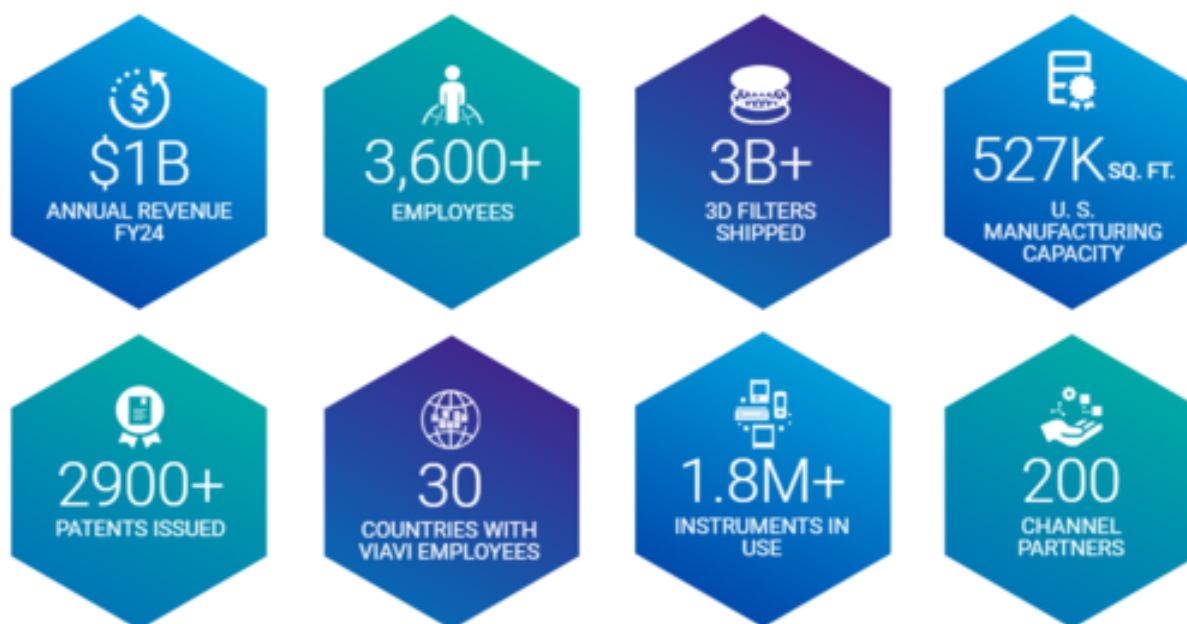 $1B
ANNUAL REVENUE
FY24
3,600+
EMPLOYEES
3B+
3D FILTERS
SHIPPED
527K SQ. FT.
U. S.
MANUFACTURING
CAPACITY
2900+
PATENTS ISSUED
30
COUNTRIES WITH
VIAVI EMPLOYEES
1.8M+
INSTRUMENTS IN
USE
200
CHANNEL
PARTNERS